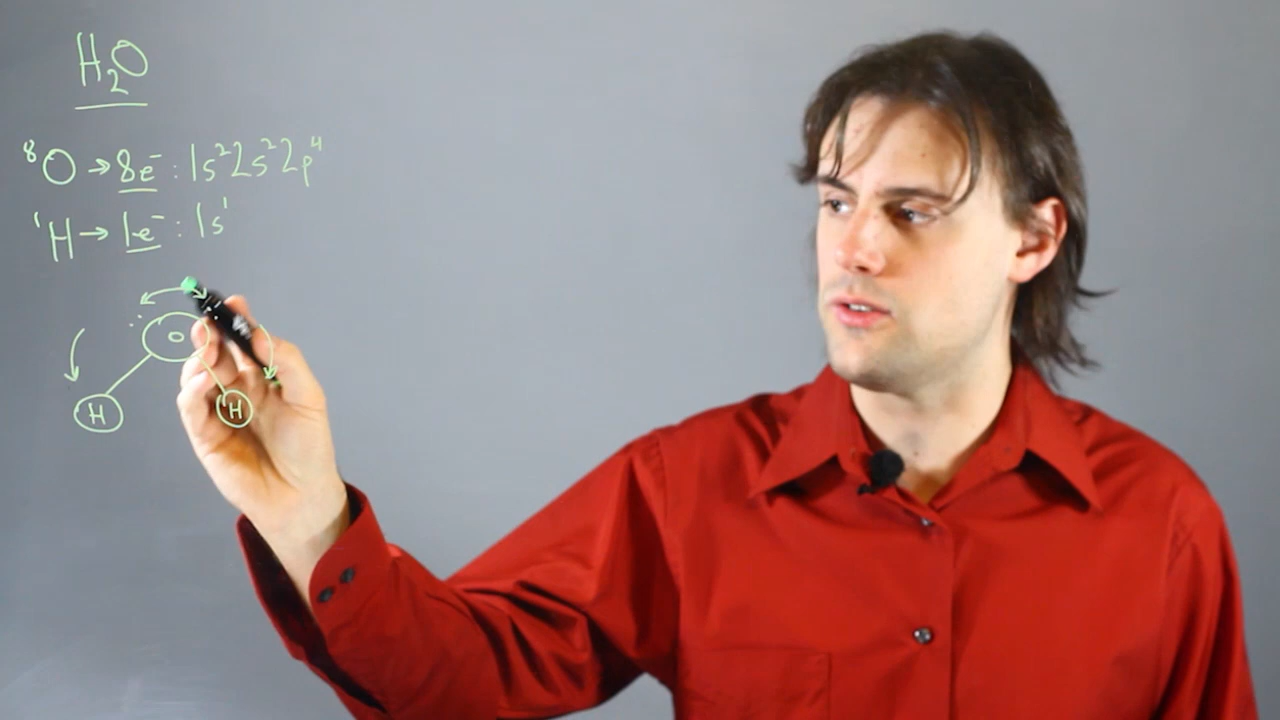 H₂O
⁸O → 8e⁻ : 1s²2s²2p⁴
¹H → 1e⁻ : 1s¹
O
H H